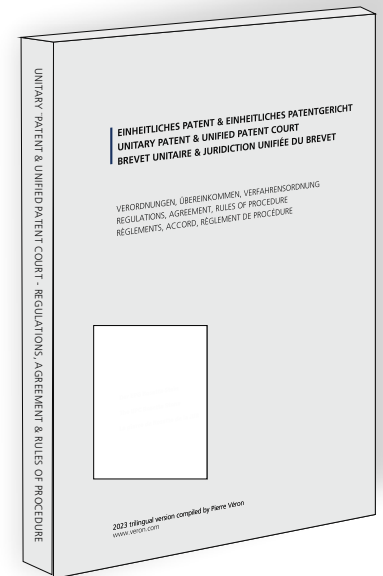 UNITARY PATENT & UNIFIED PATENT COURT - REGULATIONS, AGREEMENT & RULES OF PROCEDURE
EINHEITLICHES PATENT & EINHEITLICHES PATENTGERICHT
UNITARY PATENT & UNIFIED PATENT COURT
BREVET UNITAIRE & JURIDICTION UNIFIÉE DU BREVET
VERORDNUNGEN, ÜBEREINKOMMEN, VERFAHRENSORDNUNG
REGULATIONS, AGREEMENT, RULES OF PROCEDURE
RÈGLEMENTS, ACCORD, RÈGLEMENT DE PROCÉDURE
2023 trilingual version compiled by Pierre Véron
www.veron.com